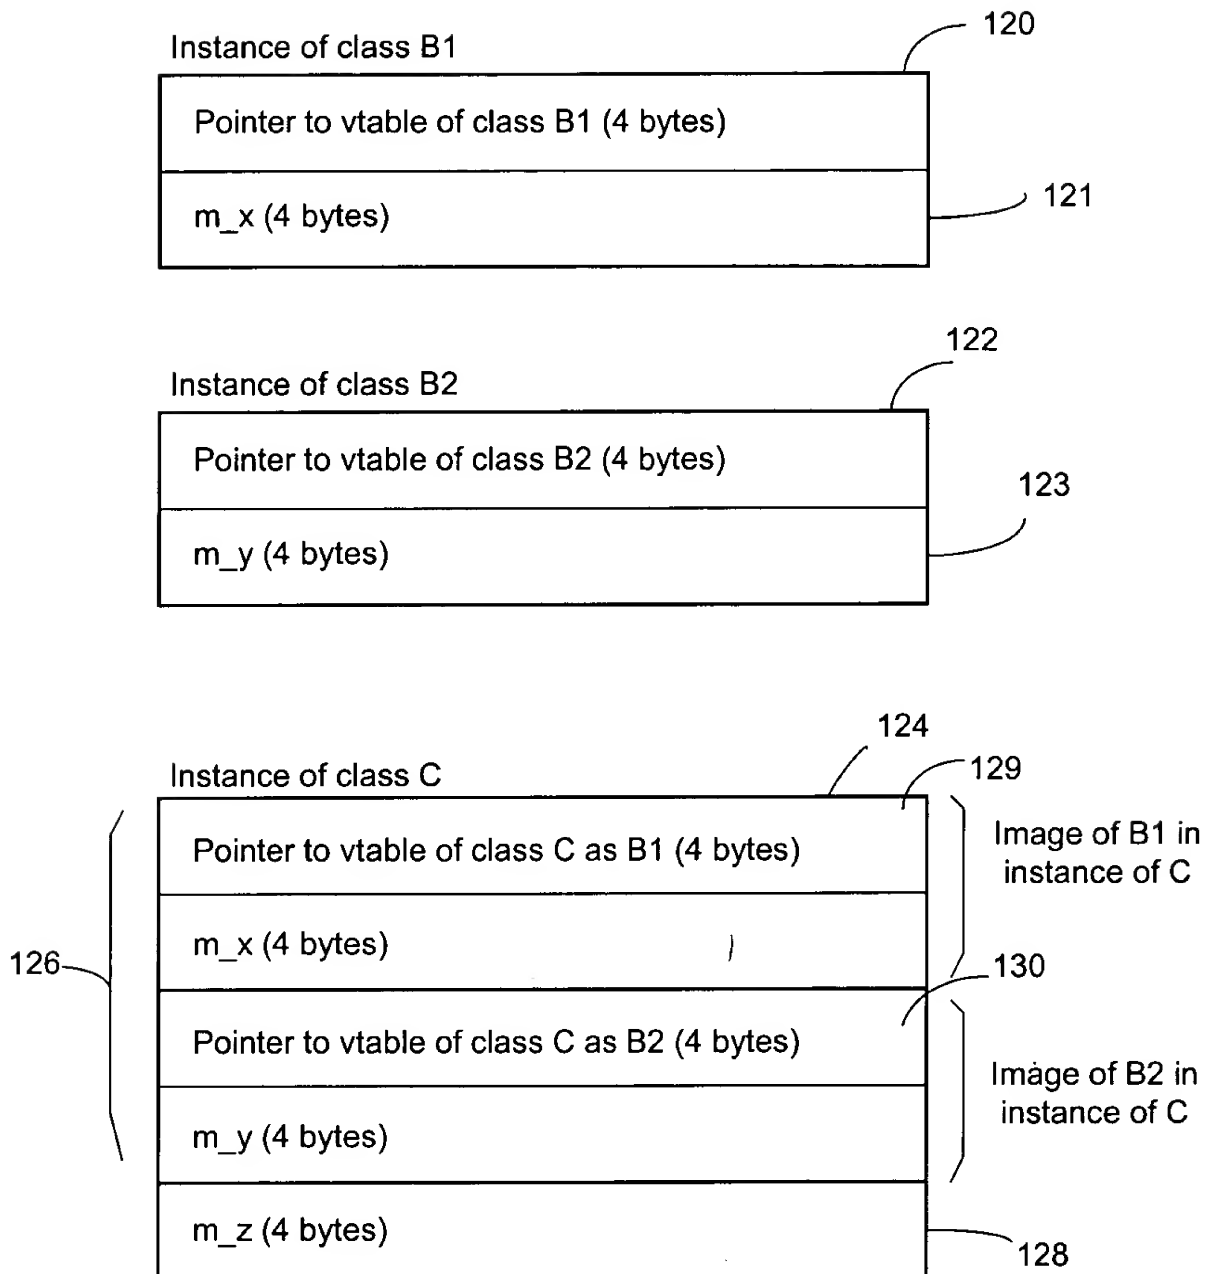 120
Instance of class B1
Pointer to vtable of class B1 (4 bytes)
m_x (4 bytes)
121
122
Instance of class B2
Pointer to vtable of class B2 (4 bytes)
123
m_y (4 bytes)
124
Instance of class C
129
Pointer to vtable of class C as B1 (4 bytes)
Image of B1 in
instance of C
m_x (4 bytes)
126
130
Pointer to vtable of class C as B2 (4 bytes)
Image of B2 in
instance of C
m_y (4 bytes)
m_z (4 bytes)
128